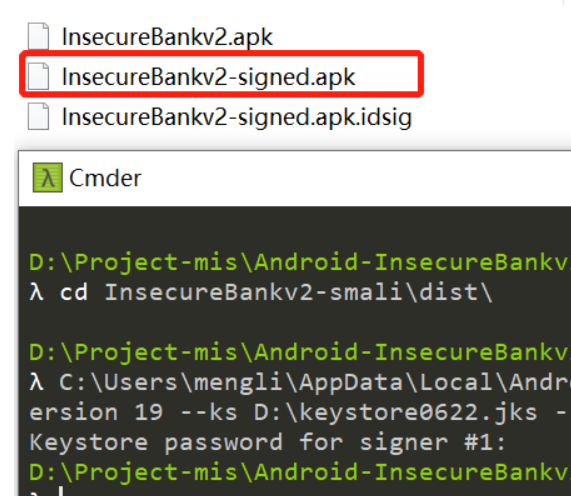 InsecureBankv2.apk
InsecureBankv2-signed.apk
InsecureBankv2-signed.apk.idsig
λ Cmder
D:\Project-mis\Android-InsecureBankv
λ cd InsecureBankv2-smali\dist\
D:\Project-mis\Android-InsecureBankv
λ C:\Users\mengli\AppData\Local\Andr
ersion 19 --ks D:\keystore0622.jks -
Keystore password for signer #1:
D:\Project-mis\Android-InsecureBankv